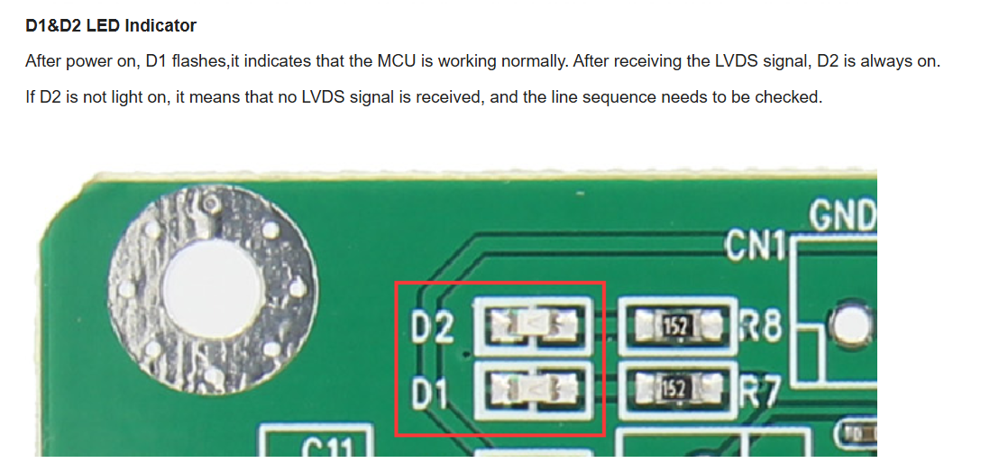 D1&D2 LED Indicator
After power on, D1 flashes,it indicates that the MCU is working normally. After receiving the LVDS signal, D2 is always on.
If D2 is not light on, it means that no LVDS signal is received, and the line sequence needs to be checked.
GND
CN1
D2
152
R8
D1
152
R7
C11